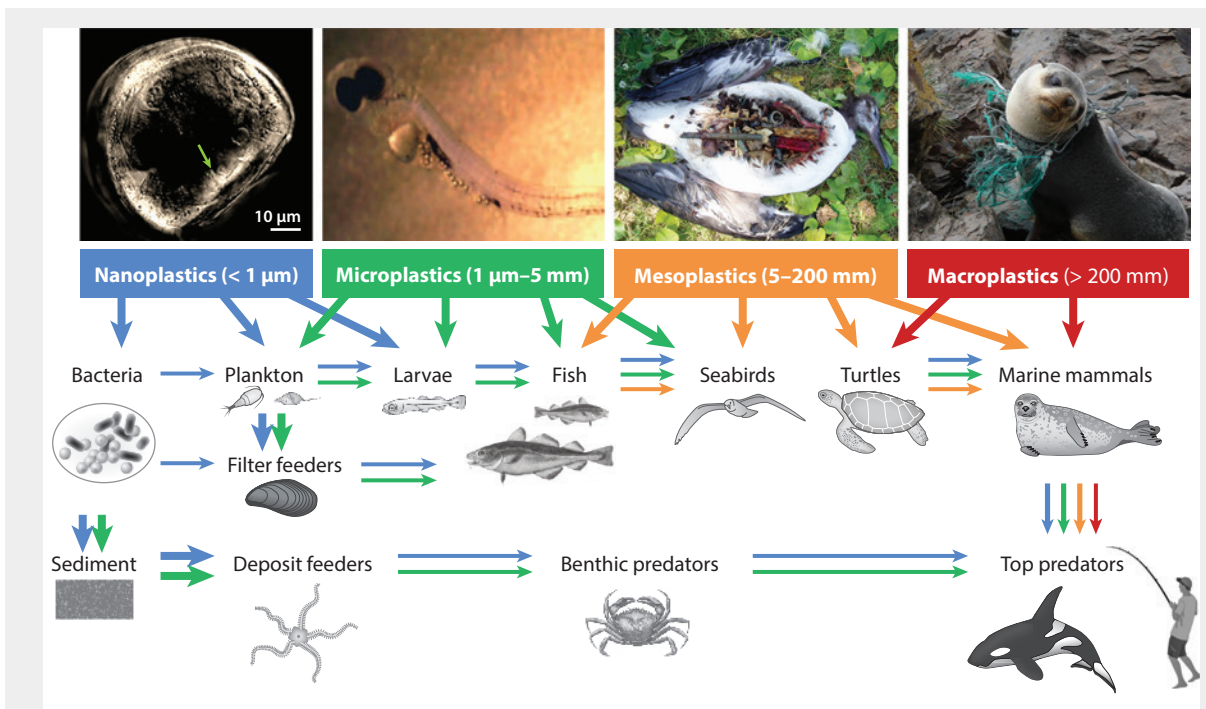 10 µm
Nanoplastics (< 1 µm)
Microplastics (1 µm–5 mm)
Mesoplastics (5–200 mm)
Macroplastics (> 200 mm)
Bacteria
Plankton
Larvae
Fish
Seabirds
Turtles
Marine mammals
Filter feeders
Sediment
Deposit feeders
Benthic predators
Top predators